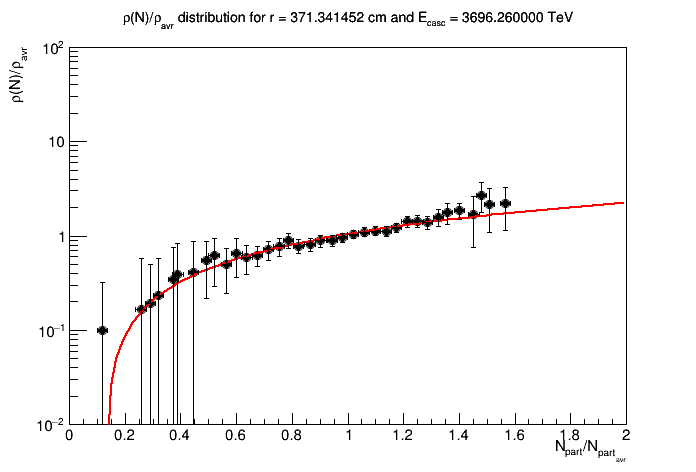 ρ(N)/ρavr distribution for r = 371.341452 cm and Ecasc = 3696.260000 TeV
ρ(N)/ρavr
10²
10
1
10⁻¹
10⁻²
0 0.2 0.4 0.6 0.8 1 1.2 1.4 1.6 1.8 2
Npart/Npartavr